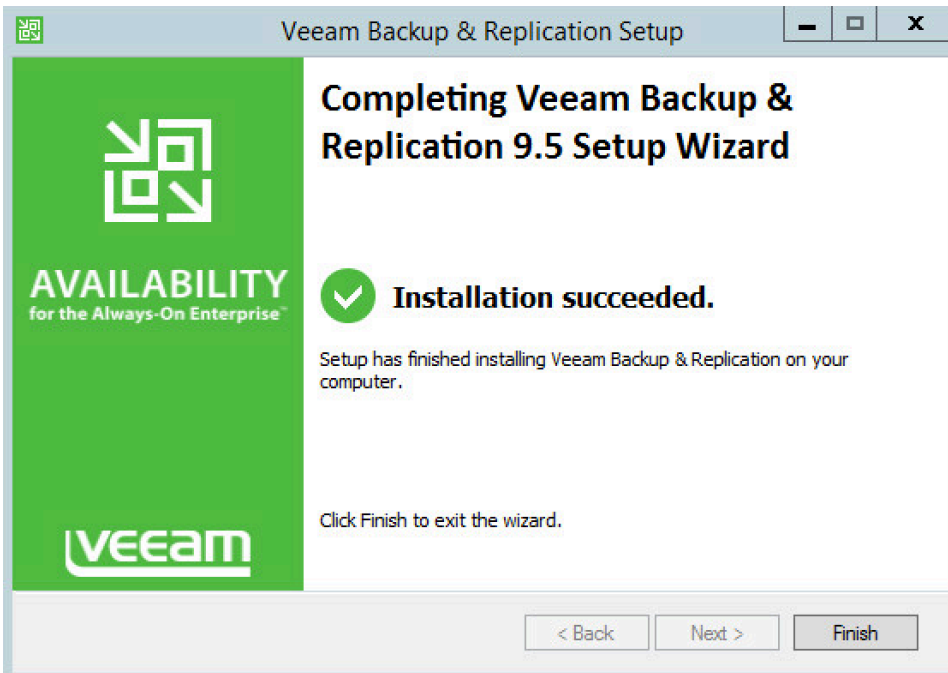 Veeam Backup & Replication Setup
Completing Veeam Backup &
Replication 9.5 Setup Wizard
AVAILABILITY
for the Always-On Enterprise™
Installation succeeded.
Setup has finished installing Veeam Backup & Replication on your
computer.
Click Finish to exit the wizard.
veeam
< Back
Next >
Finish